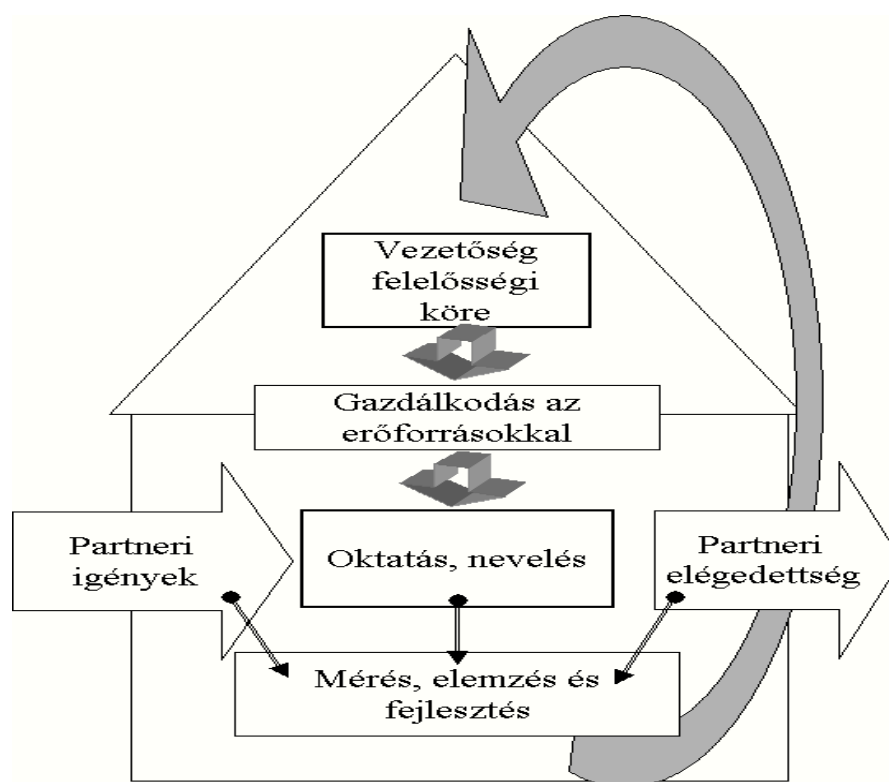 Vezetőség
felelősségi
köre
Gazdálkodás az
erőforrásokkal
Partneri
igények
Oktatás, nevelés
Partneri
elégedettség
Mérés, elemzés és
fejlesztés